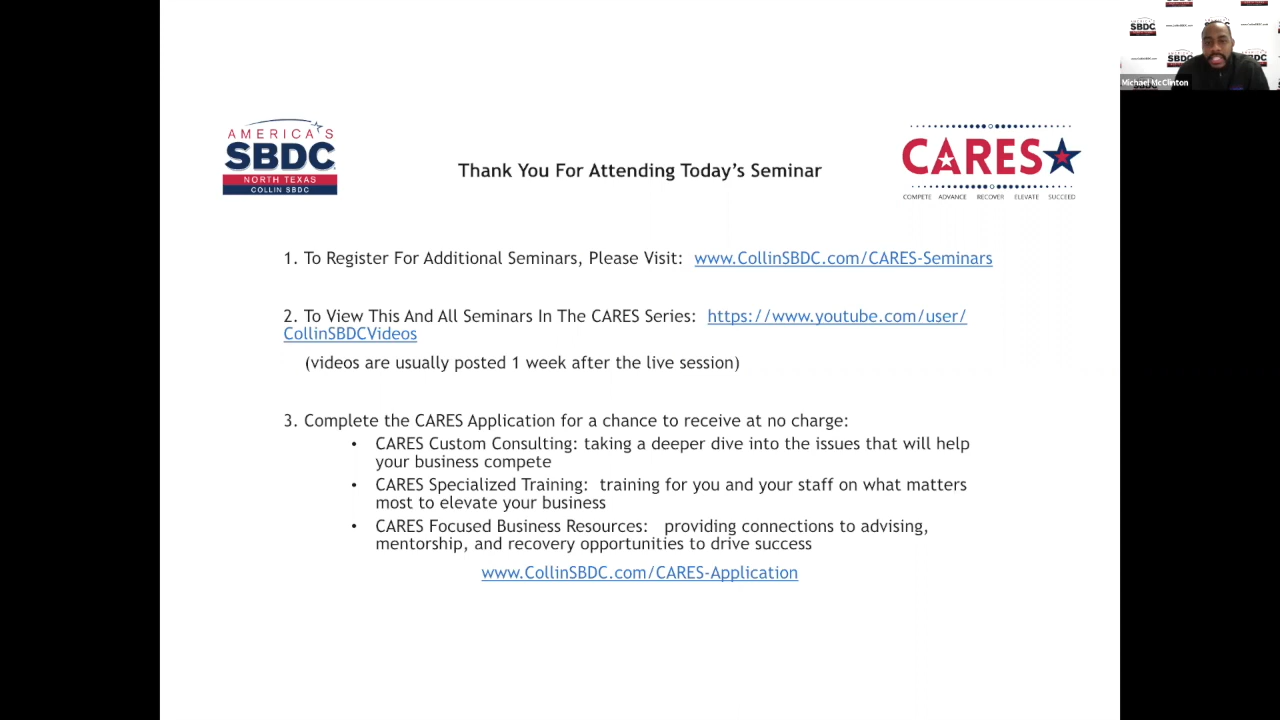 SBDC
www.CollinSBDC.com
SBDC
Michael McClinton
AMERICA'S
SBDC
NORTH TEXAS
COLLIN SBDC
CARES
COMPETE ADVANCE RECOVER ELEVATE SUCCEED
Thank You For Attending Today's Seminar
1. To Register For Additional Seminars, Please Visit: www.CollinSBDC.com/CARES-Seminars
2. To View This And All Seminars In The CARES Series: https://www.youtube.com/user/
CollinSBDCVideos
(videos are usually posted 1 week after the live session)
3. Complete the CARES Application for a chance to receive at no charge:
• CARES Custom Consulting: taking a deeper dive into the issues that will help
your business compete
• CARES Specialized Training: training for you and your staff on what matters
most to elevate your business
• CARES Focused Business Resources: providing connections to advising,
mentorship, and recovery opportunities to drive success
www.CollinSBDC.com/CARES-Application